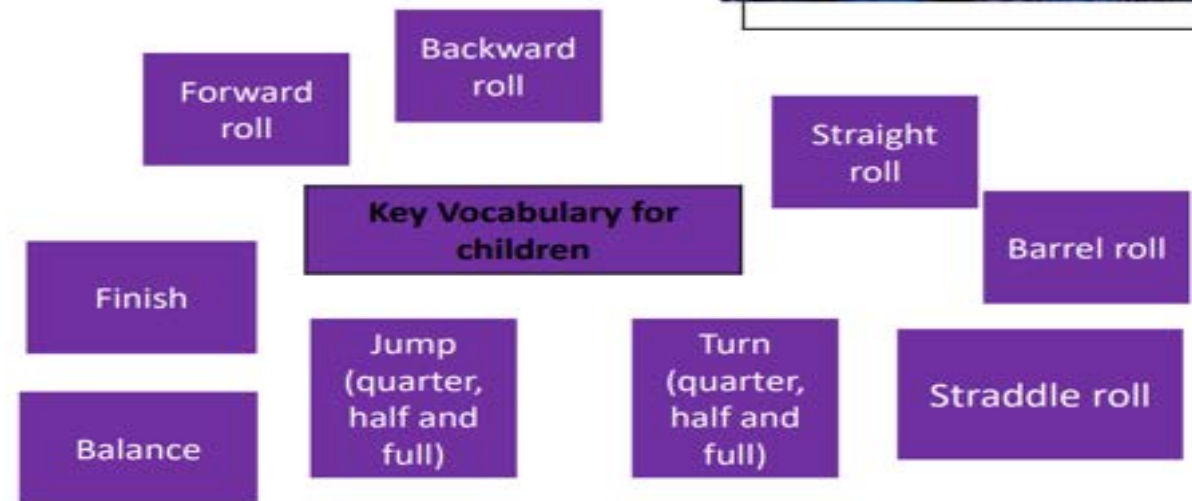 Backward
roll
Forward
roll
Straight
roll
Key Vocabulary for
children
Barrel roll
Finish
Jump
(quarter,
half and
full)
Turn
(quarter,
half and
full)
Straddle roll
Balance